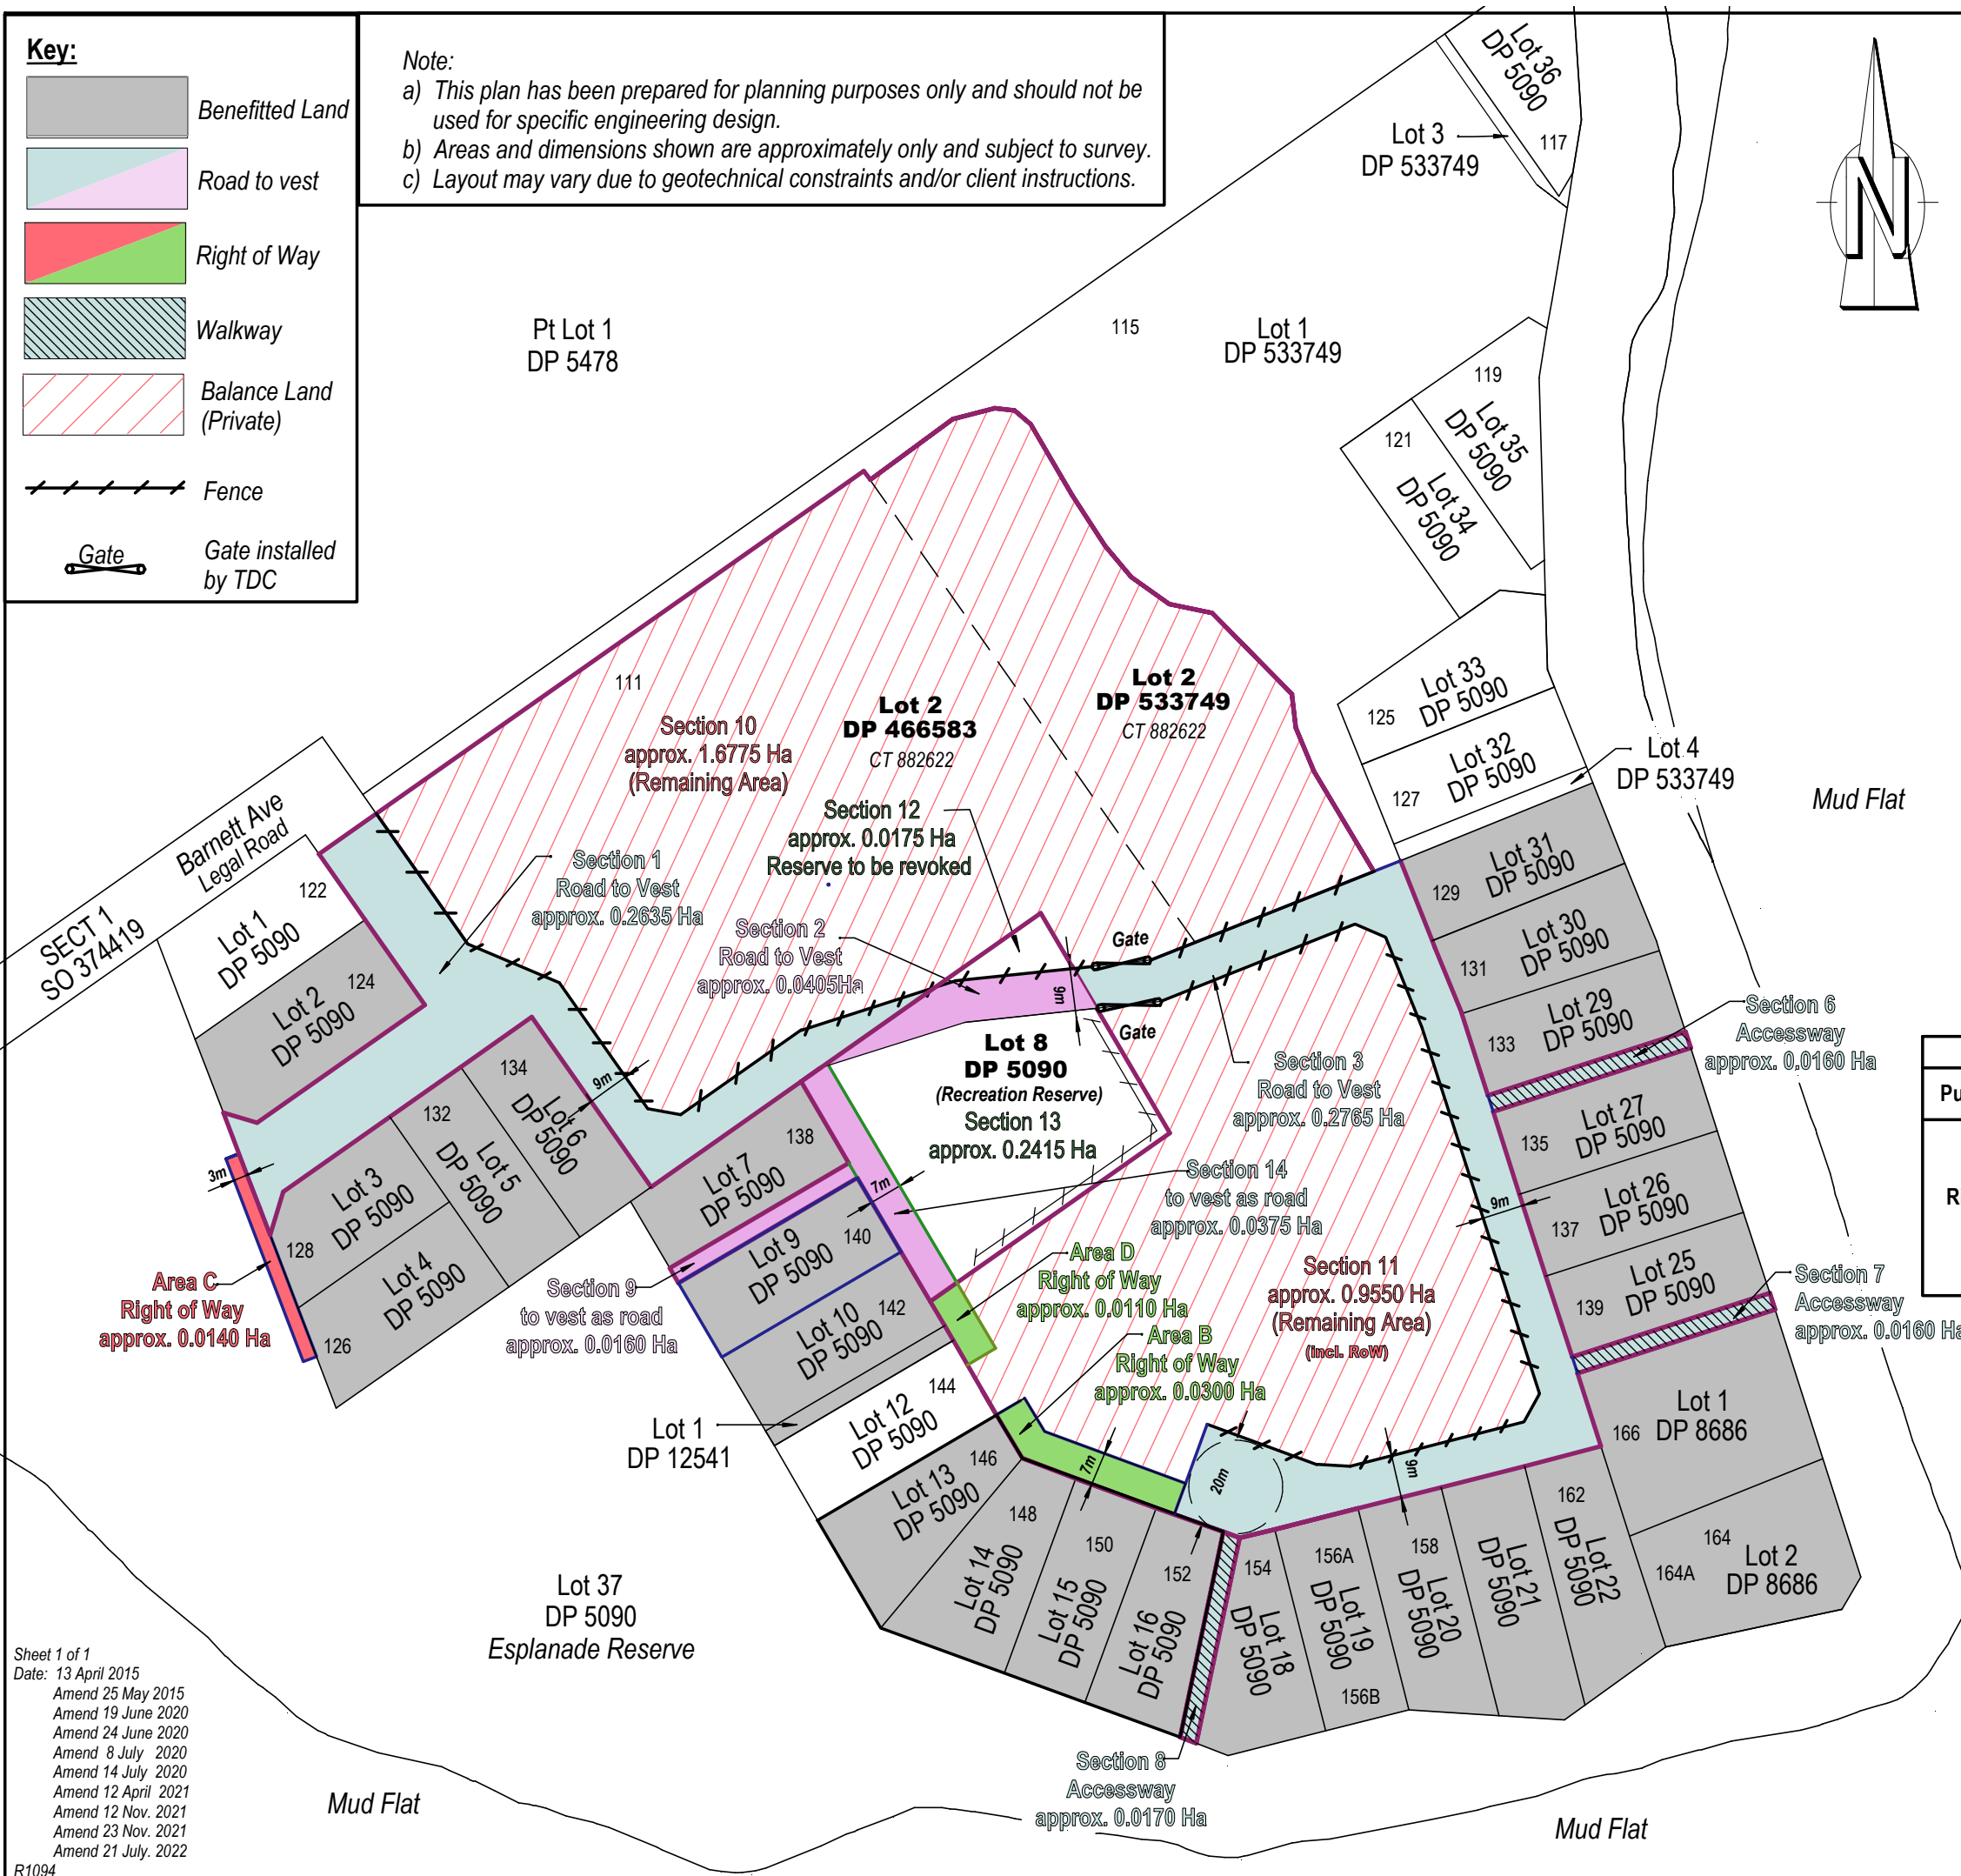 Key:
Benefitted Land
Road to vest
Right of Way
Walkway
Balance Land
(Private)
Fence
Gate
Gate installed
by TDC
Note:
a) This plan has been prepared for planning purposes only and should not be
used for specific engineering design.
b) Areas and dimensions shown are approximately only and subject to survey.
c) Layout may vary due to geotechnical constraints and/or client instructions.
Lot 36
DP 5090
117
Lot 3
DP 533749
N
Pt Lot 1
DP 5478
115
Lot 1
DP 533749
119
Lot 35
DP 5090
121
Lot 34
DP 5090
125
Lot 33
DP 5090
127
Lot 32
DP 5090
Lot 4
DP 533749
Mud Flat
111
Section 10
approx. 1.6775 Ha
(Remaining Area)
Lot 2
DP 466583
CT 882622
Lot 2
DP 533749
CT 882622
Section 12
approx. 0.0175 Ha
Reserve to be revoked
Barnett Ave
Legal Road
SECT 1
SO 374419
122
Lot 1
DP 5090
124
Lot 2
DP 5090
Section 1
Road to Vest
approx. 0.2635 Ha
Section 2
Road to Vest
approx. 0.0405Ha
Gate
9m
Gate
129
Lot 31
DP 5090
131
Lot 30
DP 5090
133
Lot 29
DP 5090
Section 6
Accessway
approx. 0.0160 Ha
Lot 8
DP 5090
(Recreation Reserve)
Section 13
approx. 0.2415 Ha
Section 3
Road to Vest
approx. 0.2765 Ha
Pu
R
134
Lot 6
DP 5090
9m
132
Lot 5
DP 5090
138
Lot 7
DP 5090
135
Lot 27
DP 5090
3m
128
Lot 3
DP 5090
126
Lot 4
DP 5090
Area C
Right of Way
approx. 0.0140 Ha
7m
Section 14
to vest as road
approx. 0.0375 Ha
9m
137
Lot 26
DP 5090
139
Lot 25
DP 5090
140
Lot 9
DP 5090
142
Lot 10
DP 5090
Section 9
to vest as road
approx. 0.0160 Ha
Area D
Right of Way
approx. 0.0110 Ha
Area B
Right of Way
approx. 0.0300 Ha
Section 11
approx. 0.9550 Ha
(Remaining Area)
(incl. RoW)
Section 7
Accessway
approx. 0.0160 Ha
Lot 1
DP 12541
144
Lot 12
DP 5090
146
Lot 13
DP 5090
7m
20m
9m
166
Lot 1
DP 8686
148
Lot 14
DP 5090
150
Lot 15
DP 5090
152
Lot 16
DP 5090
154
Lot 18
DP 5090
156A
Lot 19
DP 5090
156B
158
Lot 20
DP 5090
Lot 21
DP 5090
162
Lot 22
DP 5090
164
164A
Lot 2
DP 8686
Lot 37
DP 5090
Esplanade Reserve
Section 8
Accessway
approx. 0.0170 Ha
Mud Flat
Mud Flat
Sheet 1 of 1
Date: 13 April 2015
Amend 25 May 2015
Amend 19 June 2020
Amend 24 June 2020
Amend 8 July 2020
Amend 14 July 2020
Amend 12 April 2021
Amend 12 Nov. 2021
Amend 23 Nov. 2021
Amend 21 July. 2022
R1094